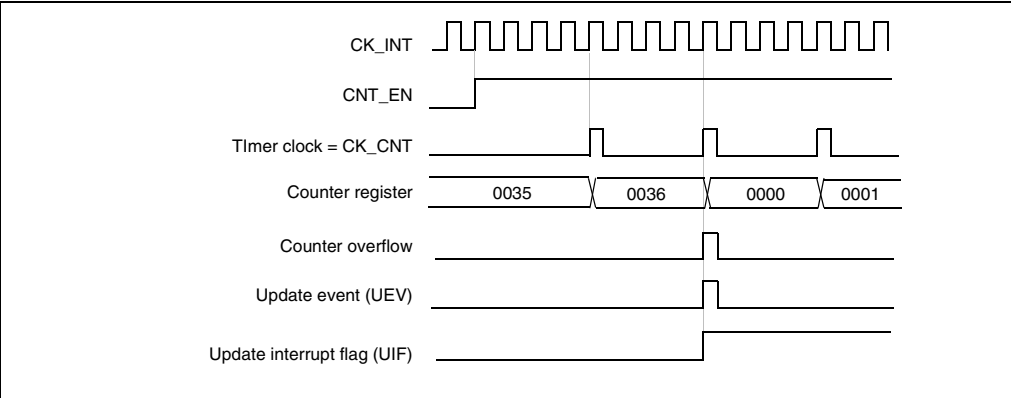 CK_INT
CNT_EN
TImer clock = CK_CNT
Counter register 0035 0036 0000 0001
Counter overflow
Update event (UEV)
Update interrupt flag (UIF)